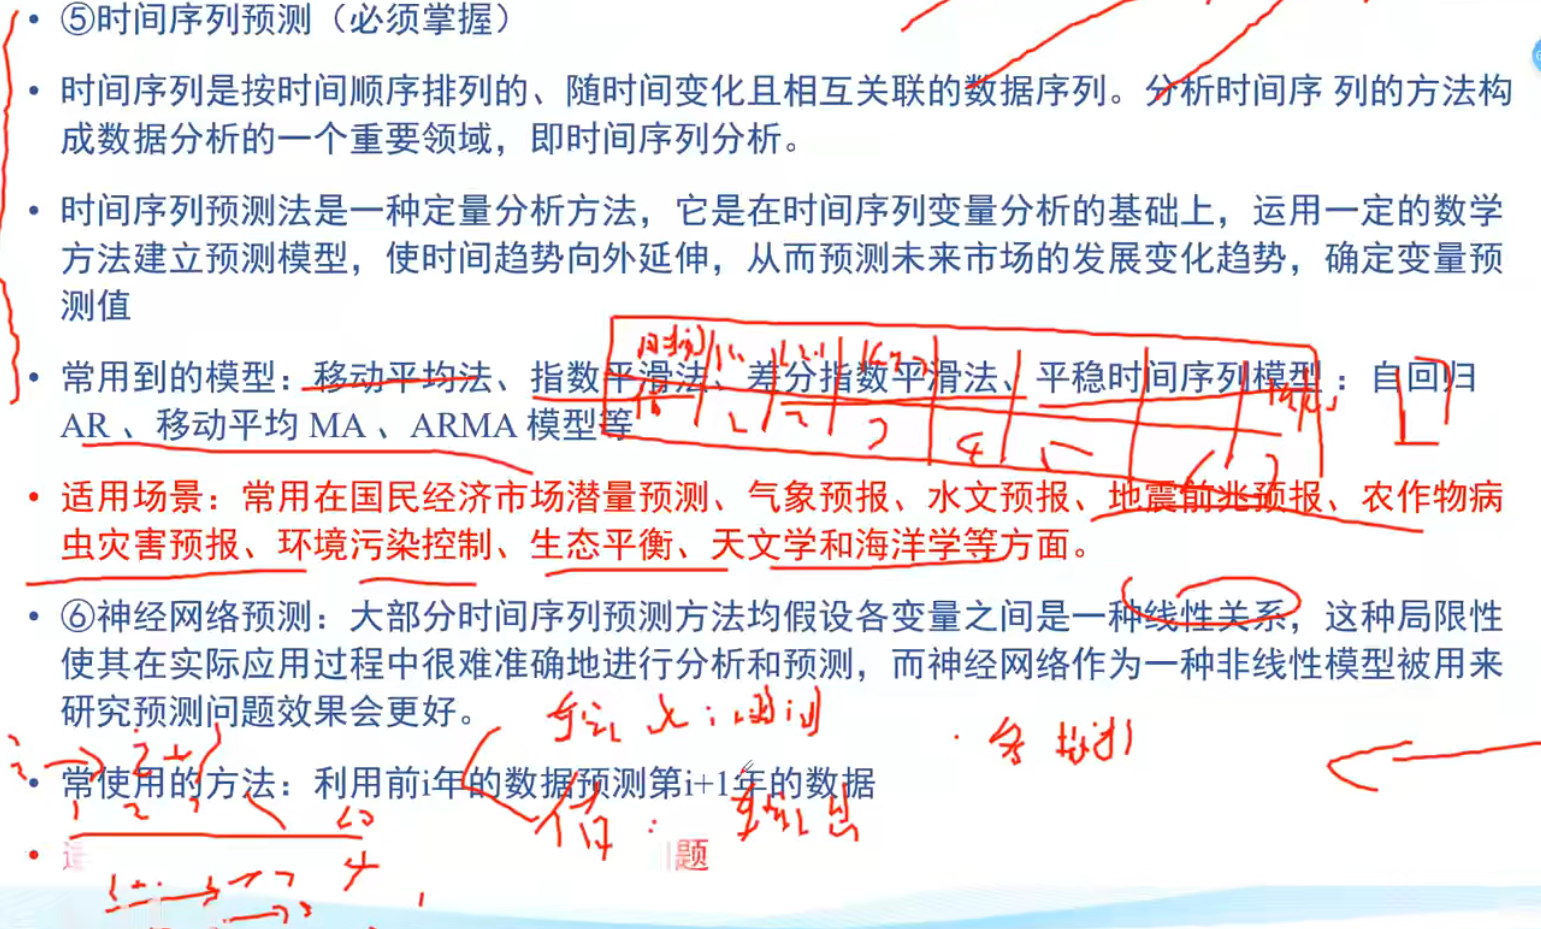 • ⑤时间序列预测（必须掌握）
• 时间序列是按时间顺序排列的、随时间变化且相互关联的数据序列。分析时间序 列的方法构
成数据分析的一个重要领域，即时间序列分析。
• 时间序列预测法是一种定量分析方法，它是在时间序列变量分析的基础上，运用一定的数学
方法建立预测模型，使时间趋势向外延伸，从而预测未来市场的发展变化趋势，确定变量预
测值
• 常用到的模型：移动平均法、指数平滑法、差分指数平滑法、平稳时间序列模型：自回归
AR 、移动平均 MA 、ARMA 模型等
• 适用场景：常用在国民经济市场潜量预测、气象预报、水文预报、地震前兆预报、农作物病
虫灾害预报、环境污染控制、生态平衡、天文学和海洋学等方面。
• ⑥神经网络预测：大部分时间序列预测方法均假设各变量之间是一种线性关系，这种局限性
使其在实际应用过程中很难准确地进行分析和预测，而神经网络作为一种非线性模型被用来
研究预测问题效果会更好。
• 常使用的方法：利用前i年的数据预测第i+1年的数据
题